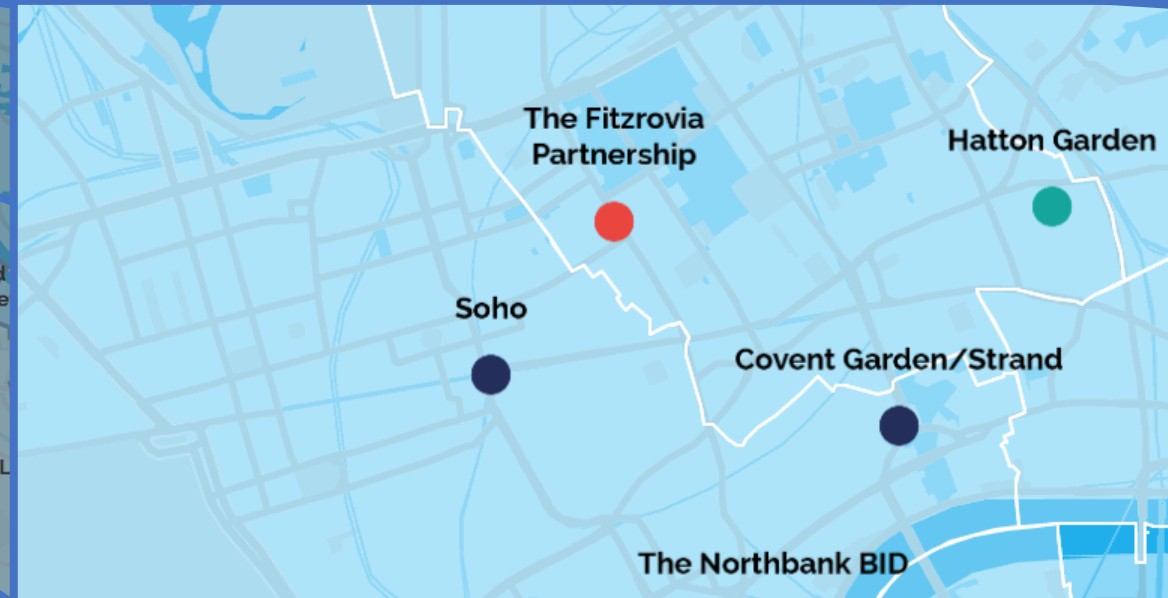 The Fitzrovia
Partnership
Hatton Garden
Soho
Covent Garden/Strand
The Northbank BID